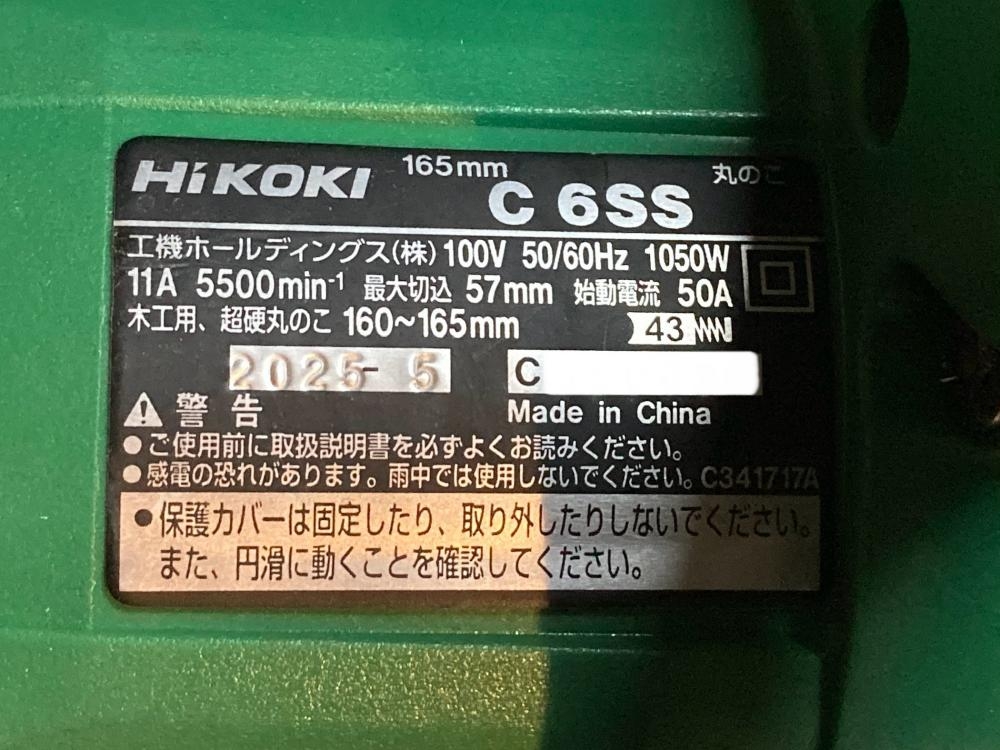 HiKOKI 165mm C 6SS 丸のこ
工機ホールディングス(株) 100V 50/60Hz 1050W
11A 5500min-1 最大切込 57mm 始動電流 50A
木工用、超硬丸のこ 160~165mm 43
2025- 5 C
警告 Made in China
●ご使用前に取扱説明書を必ずよくお読みください。
●感電の恐れがあります。雨中では使用しないでください。C341717A
●保護カバーは固定したり、取り外したりしないでください。
また、円滑に動くことを確認してください。